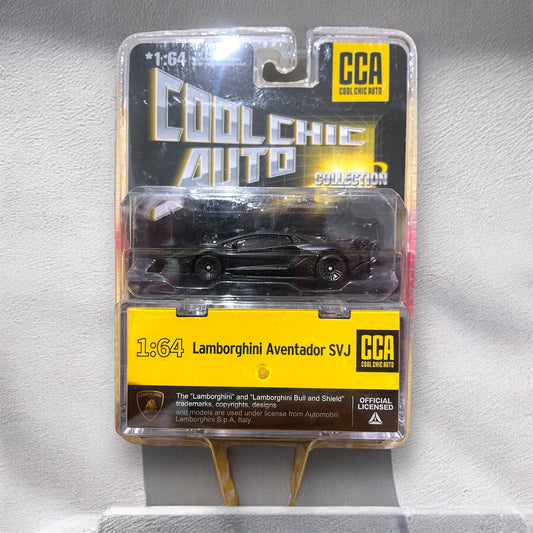 *1:64
CCA
COOL CHIC AUTO
COOL CHIC
AUTO
COLLECTION
1:64 Lamborghini Aventador SVJ
CCA
COOL CHIC AUTO
The "Lamborghini" and "Lamborghini Bull and Shield"
trademarks, copyrights, designs
and models are used under license from Automobili
Lamborghini S.p.A, Italy.
OFFICIAL
LICENSED